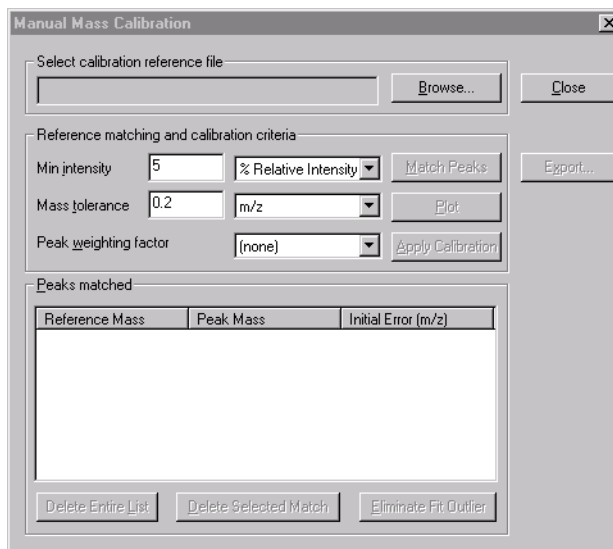 Manual Mass Calibration
Select calibration reference file
Browse...
Close
Reference matching and calibration criteria
Min intensity 5 % Relative Intensity Match Peaks Export...
Mass tolerance 0.2 m/z Plot
Peak weighting factor (none) Apply Calibration
Peaks matched
Reference Mass Peak Mass Initial Error (m/z)
Delete Entire List Delete Selected Match Eliminate Fit Outlier